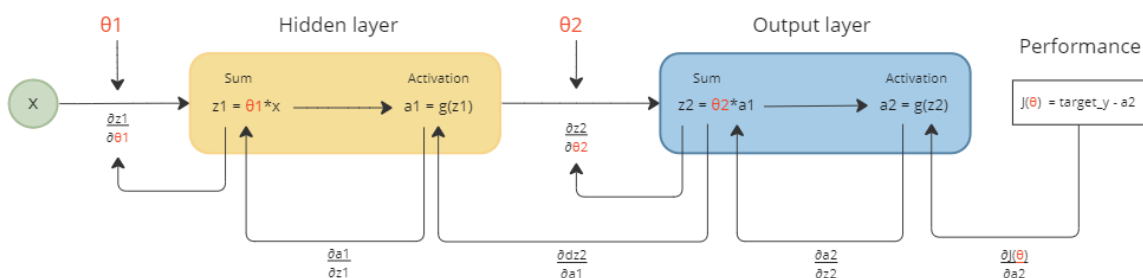 θ1
Hidden layer
θ2
Output layer
Performance
Sum
Activation
Sum
Activation
x
z1 = θ1*x
a1 = g(z1)
z2 = θ2*a1
a2 = g(z2)
J(θ) = target_y - a2
∂z1
∂θ1
∂z2
∂θ2
∂a1
∂z1
∂dz2
∂a1
∂a2
∂z2
∂J(θ)
∂a2